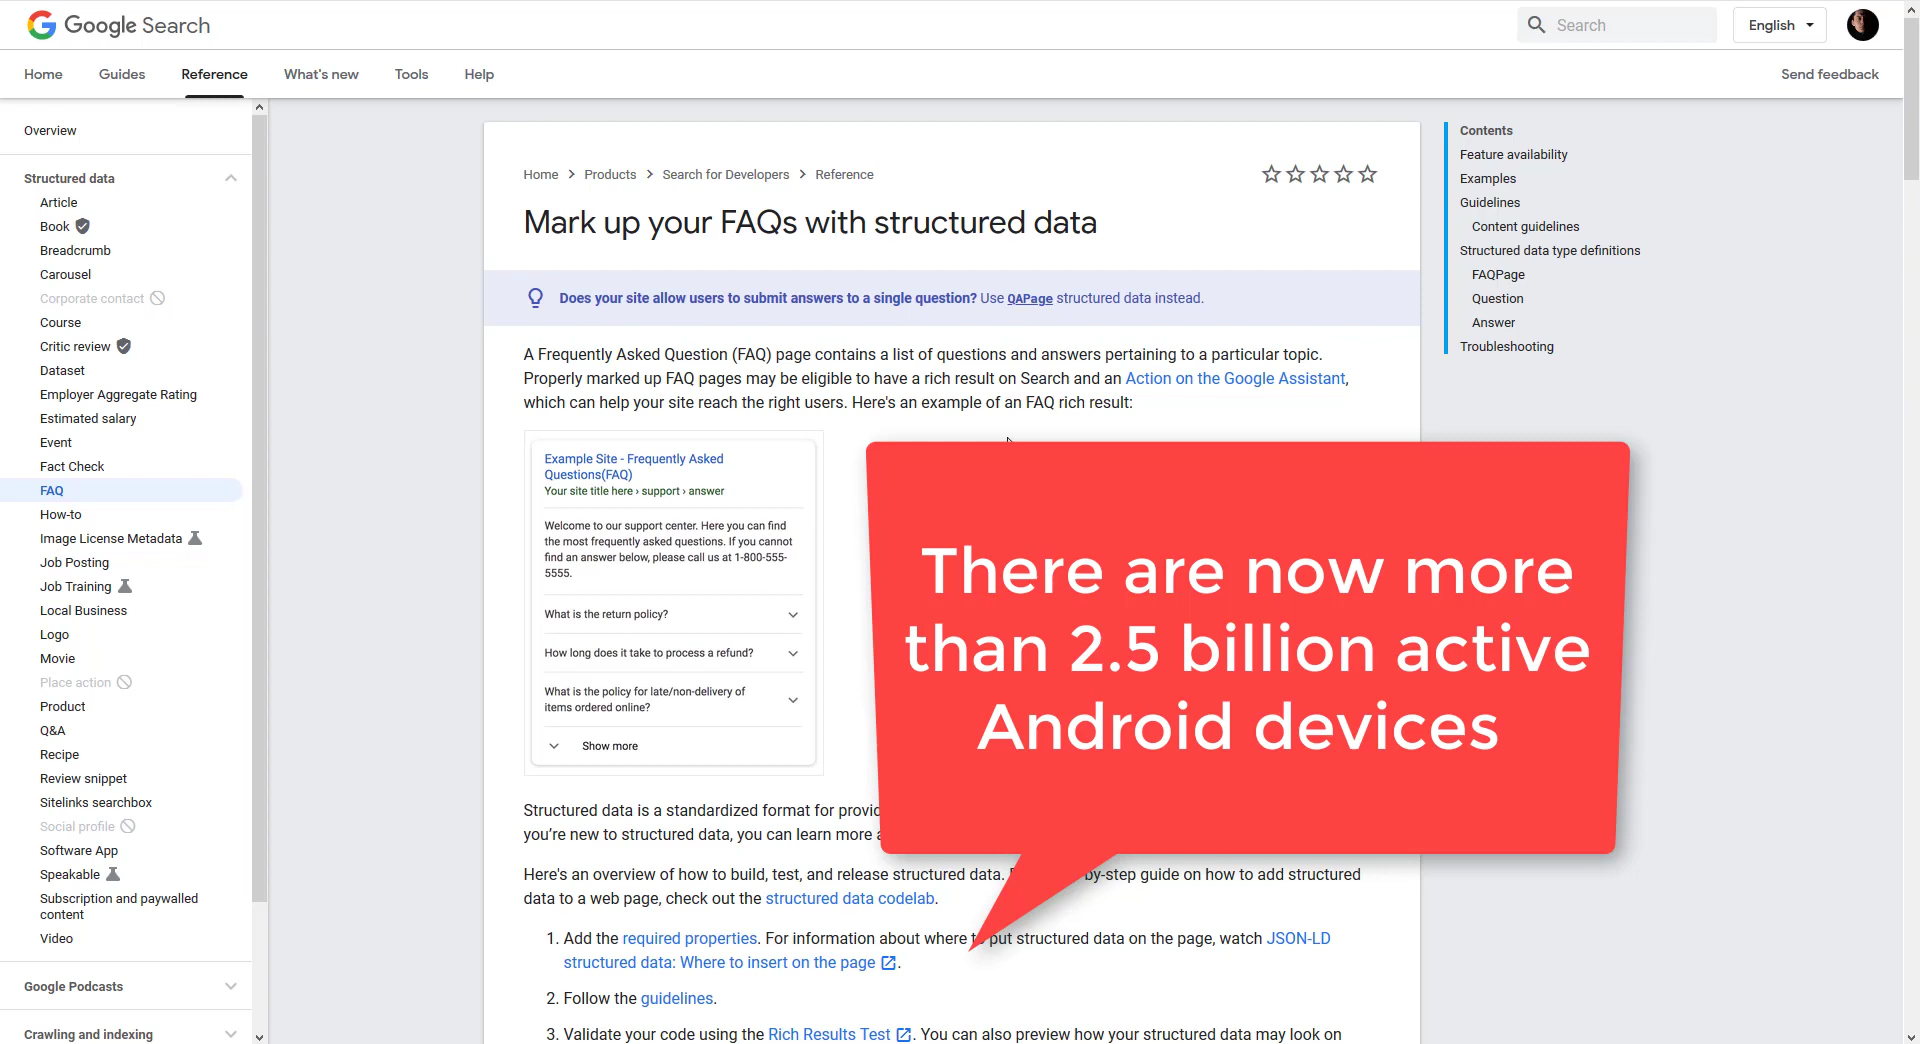 Google Search
Search
English
Home
Guides
Reference
What's new
Tools
Help
Send feedback
Overview
Structured data
Article
Book
Breadcrumb
Carousel
Corporate contact
Course
Critic review
Dataset
Employer Aggregate Rating
Estimated salary
Event
Fact Check
FAQ
How-to
Image License Metadata
Job Posting
Job Training
Local Business
Logo
Movie
Place action
Product
Q&A
Recipe
Review snippet
Sitelinks searchbox
Social profile
Software App
Speakable
Subscription and paywalled
content
Video
Google Podcasts
Crawling and indexing
Home > Products > Search for Developers > Reference
Mark up your FAQs with structured data
Does your site allow users to submit answers to a single question? Use QAPage structured data instead.
A Frequently Asked Question (FAQ) page contains a list of questions and answers pertaining to a particular topic.
Properly marked up FAQ pages may be eligible to have a rich result on Search and an Action on the Google Assistant,
which can help your site reach the right users. Here's an example of an FAQ rich result:
Example Site - Frequently Asked
Questions(FAQ)
Your site title here › support › answer
Welcome to our support center. Here you can find
the most frequently asked questions. If you cannot
find an answer below, please call us at 1-800-555-
5555.
What is the return policy?
How long does it take to process a refund?
What is the policy for late/non-delivery of
items ordered online?
Show more
There are now more
than 2.5 billion active
Android devices
Structured data is a standardized format for
you're new to structured data, you can learn more
Here's an overview of how to build, test, and release structured data. by-step guide on how to add structured
data to a web page, check out the structured data codelab.
1. Add the required properties. For information about where put structured data on the page, watch JSON-LD
structured data: Where to insert on the page.
2. Follow the guidelines.
3. Validate your code using the Rich Results Test. You can also preview how your structured data may look on
Contents
Feature availability
Examples
Guidelines
Content guidelines
Structured data type definitions
FAQPage
Question
Answer
Troubleshooting